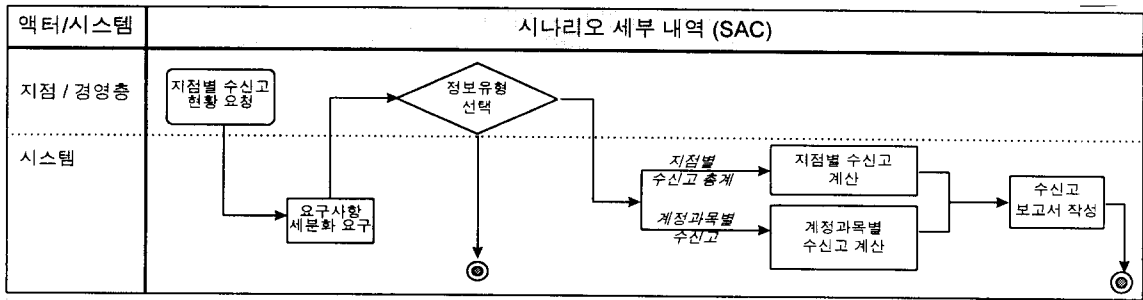 액터/시스템
시나리오 세부 내역 (SAC)
지점 / 경영층
지점별 수신고
현황 요청
정보유형
선택
시스템
요구사항
세분화 요구
지점별
수신고 총계
지점별 수신고
계산
계정과목별
수신고
계정과목별
수신고 계산
수신고
보고서 작성